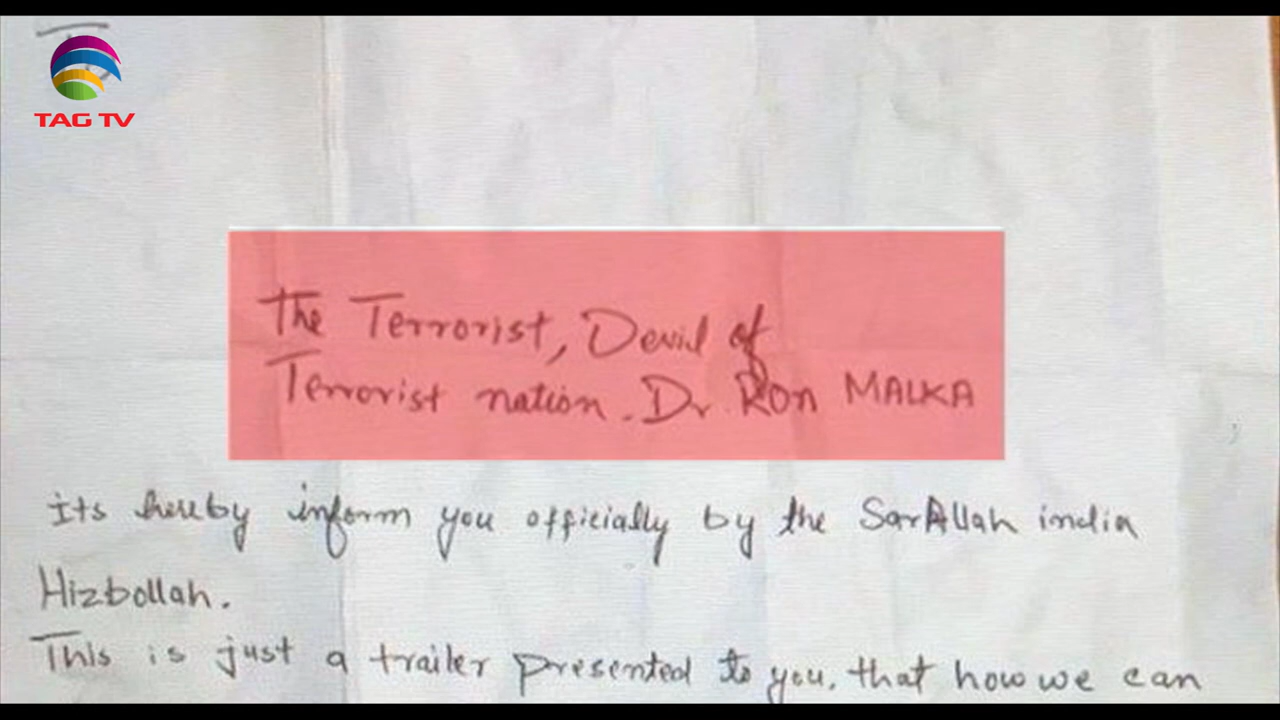 To
TAG TV
The Terrorist, Devil of
Terrorist nation. Dr. Ron MALKA
Its hereby inform you officially by the SarAllah india
Hizbollah.
This is just a trailer presented to you, that how we can